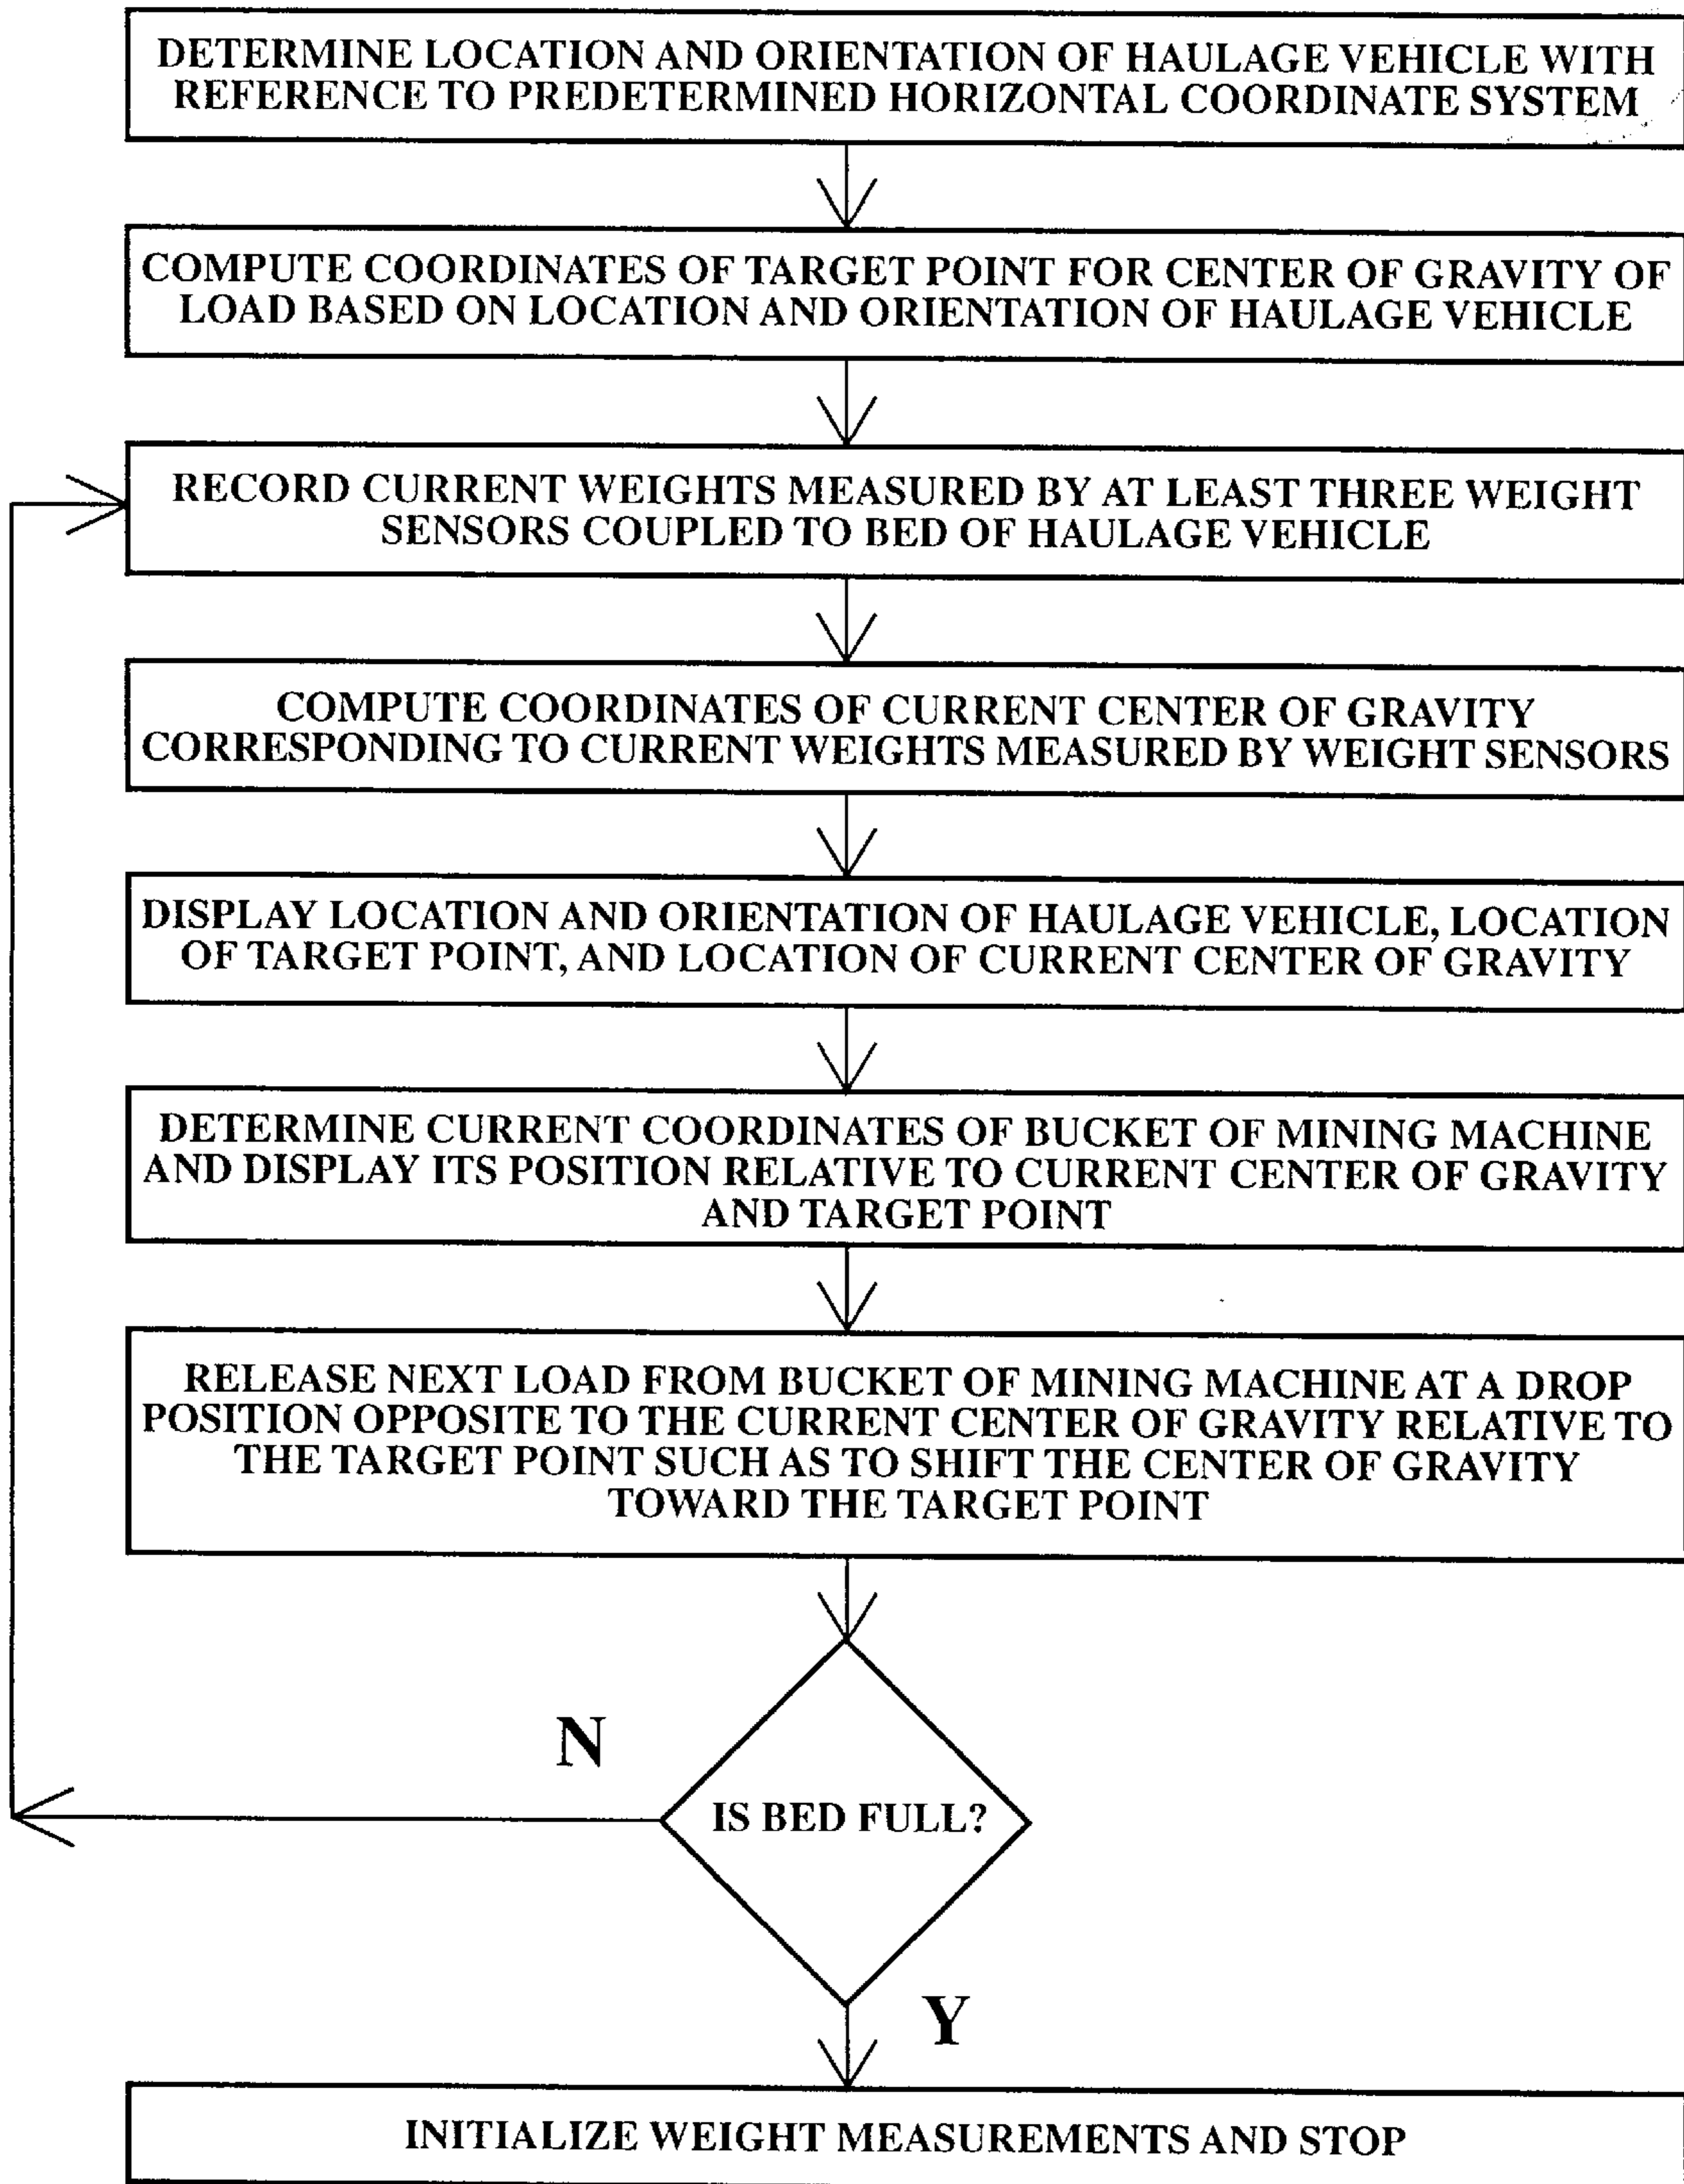 DETERMINE LOCATION AND ORIENTATION OF HAULAGE VEHICLE WITH
REFERENCE TO PREDETERMINED HORIZONTAL COORDINATE SYSTEM
COMPUTE COORDINATES OF TARGET POINT FOR CENTER OF GRAVITY OF
LOAD BASED ON LOCATION AND ORIENTATION OF HAULAGE VEHICLE
RECORD CURRENT WEIGHTS MEASURED BY AT LEAST THREE WEIGHT
SENSORS COUPLED TO BED OF HAULAGE VEHICLE
COMPUTE COORDINATES OF CURRENT CENTER OF GRAVITY
CORRESPONDING TO CURRENT WEIGHTS MEASURED BY WEIGHT SENSORS
DISPLAY LOCATION AND ORIENTATION OF HAULAGE VEHICLE, LOCATION
OF TARGET POINT, AND LOCATION OF CURRENT CENTER OF GRAVITY
DETERMINE CURRENT COORDINATES OF BUCKET OF MINING MACHINE
AND DISPLAY ITS POSITION RELATIVE TO CURRENT CENTER OF GRAVITY
AND TARGET POINT
RELEASE NEXT LOAD FROM BUCKET OF MINING MACHINE AT A DROP
POSITION OPPOSITE TO THE CURRENT CENTER OF GRAVITY RELATIVE TO
THE TARGET POINT SUCH AS TO SHIFT THE CENTER OF GRAVITY
TOWARD THE TARGET POINT
N
IS BED FULL?
Y
INITIALIZE WEIGHT MEASUREMENTS AND STOP